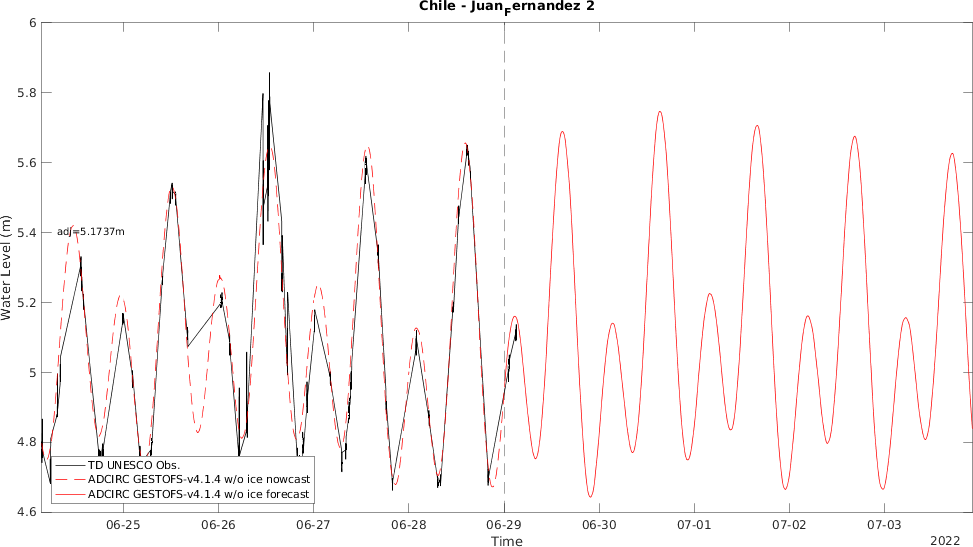 Chile - Juan Fernandez 2
6
5.8
5.6
5.4
5.2
5
4.8
4.6
Water Level (m)
adj=5.1737m
TD UNESCO Obs.
ADCIRC GESTOFS-v4.1.4 w/o ice nowcast
ADCIRC GESTOFS-v4.1.4 w/o ice forecast
06-25
06-26
06-27
06-28
06-29
06-30
07-01
07-02
07-03
Time
2022